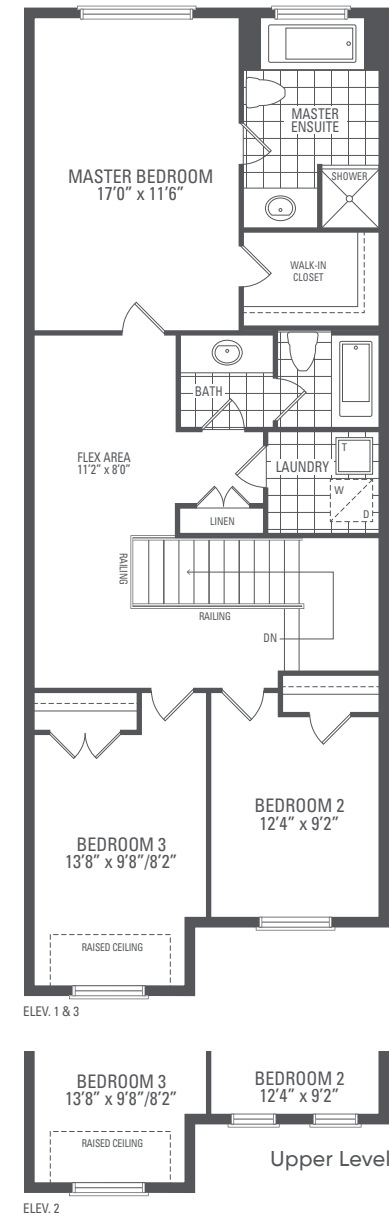 MASTER
ENSUITE
MASTER BEDROOM
17'0" x 11'6"
SHOWER
WALK-IN
CLOSET
BATH
FLEX AREA
11'2" x 8'0"
LAUNDRY
T
W
D
LINEN
RAILING
RAILING
DN
BEDROOM 2
12'4" x 9'2"
BEDROOM 3
13'8" x 9'8"/8'2"
RAISED CEILING
ELEV. 1 & 3
BEDROOM 3
13'8" x 9'8"/8'2"
BEDROOM 2
12'4" x 9'2"
RAISED CEILING
Upper Level
ELEV. 2